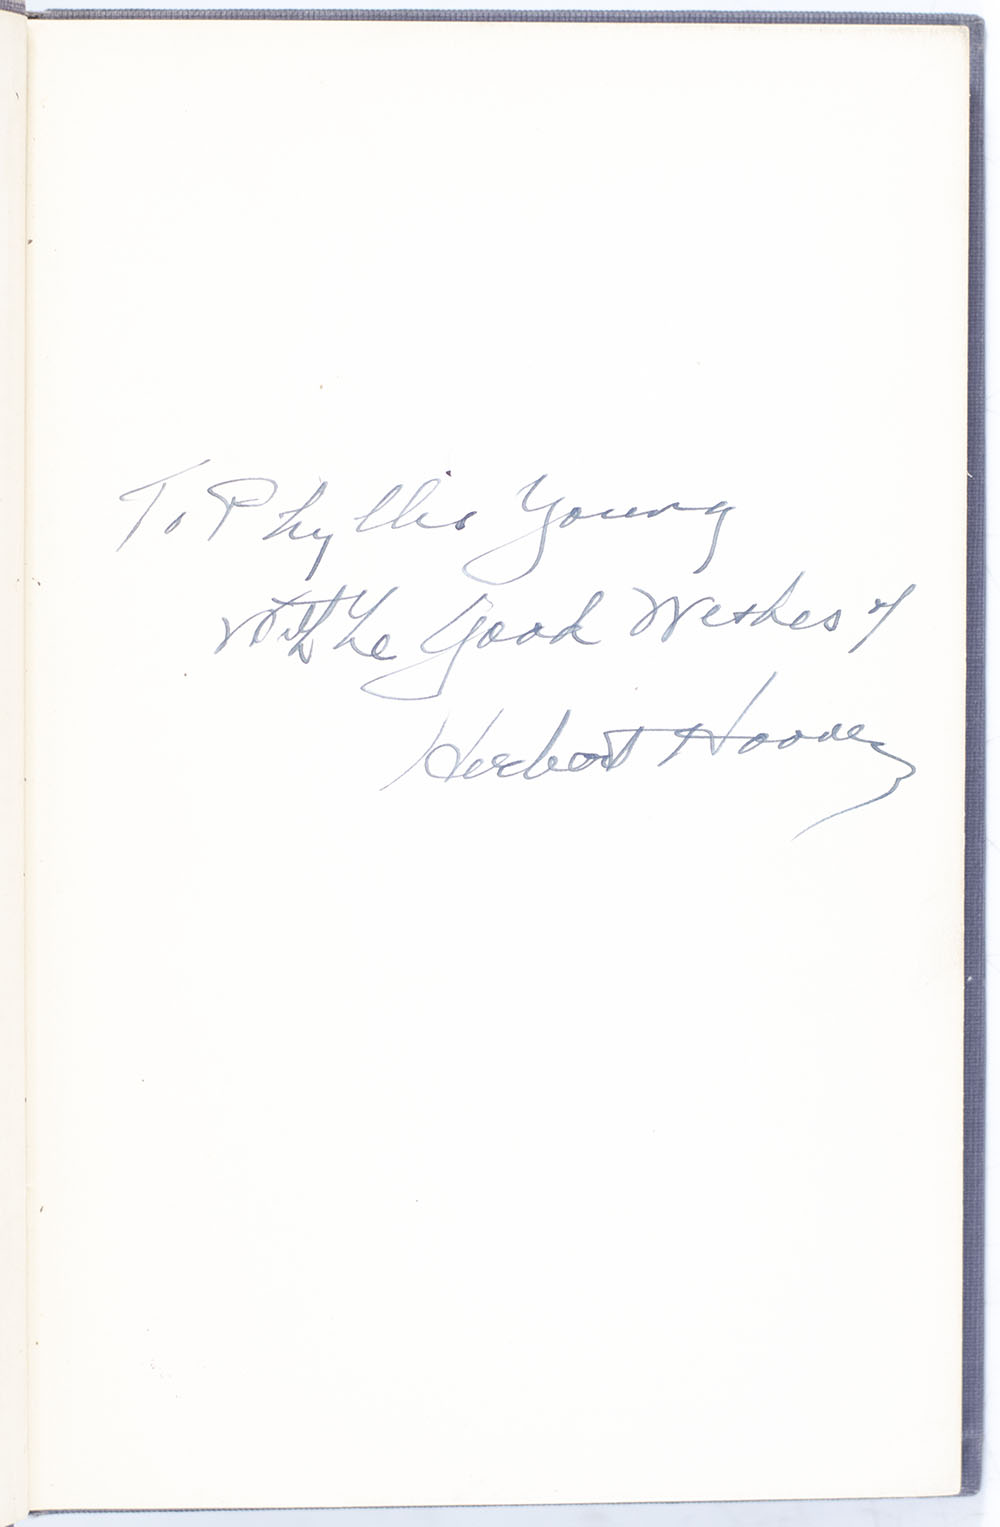 To Phyllis Young
With The Good Wishes of
Herbert Hoover